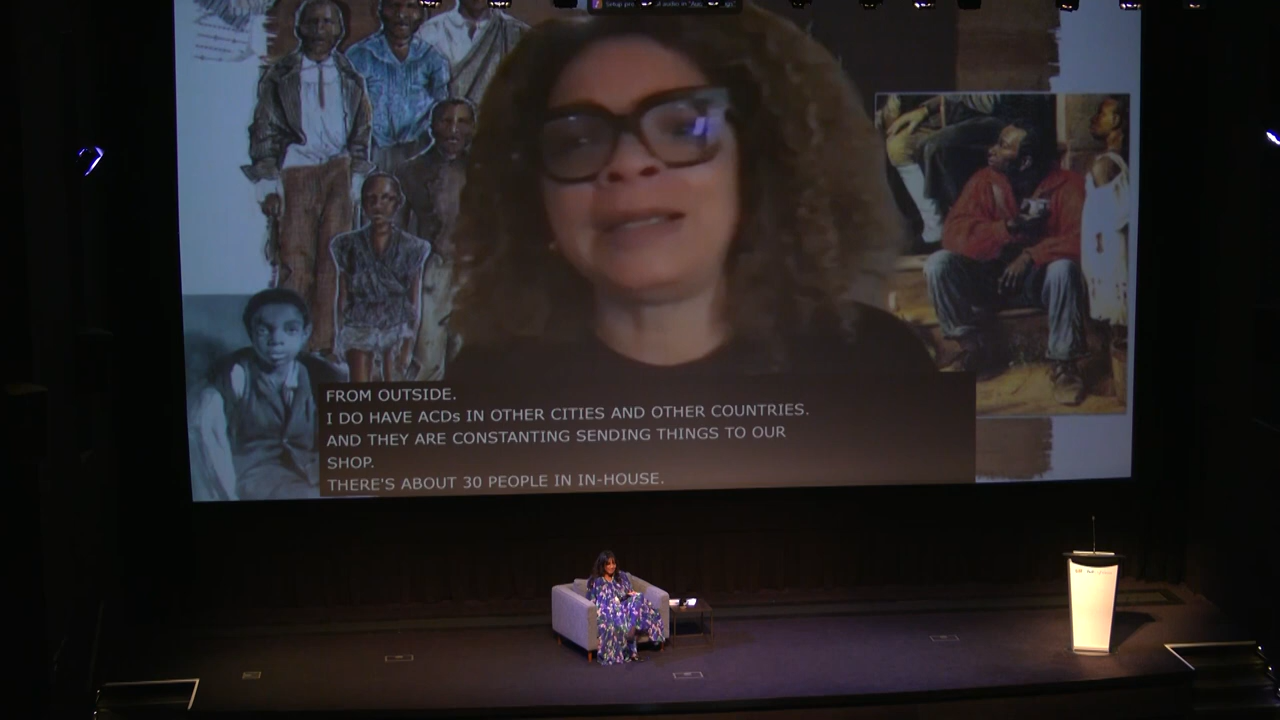 FROM OUTSIDE.
I DO HAVE ACDs IN OTHER CITIES AND OTHER COUNTRIES.
AND THEY ARE CONSTANTING SENDING THINGS TO OUR
SHOP.
THERE'S ABOUT 30 PEOPLE IN IN-HOUSE.